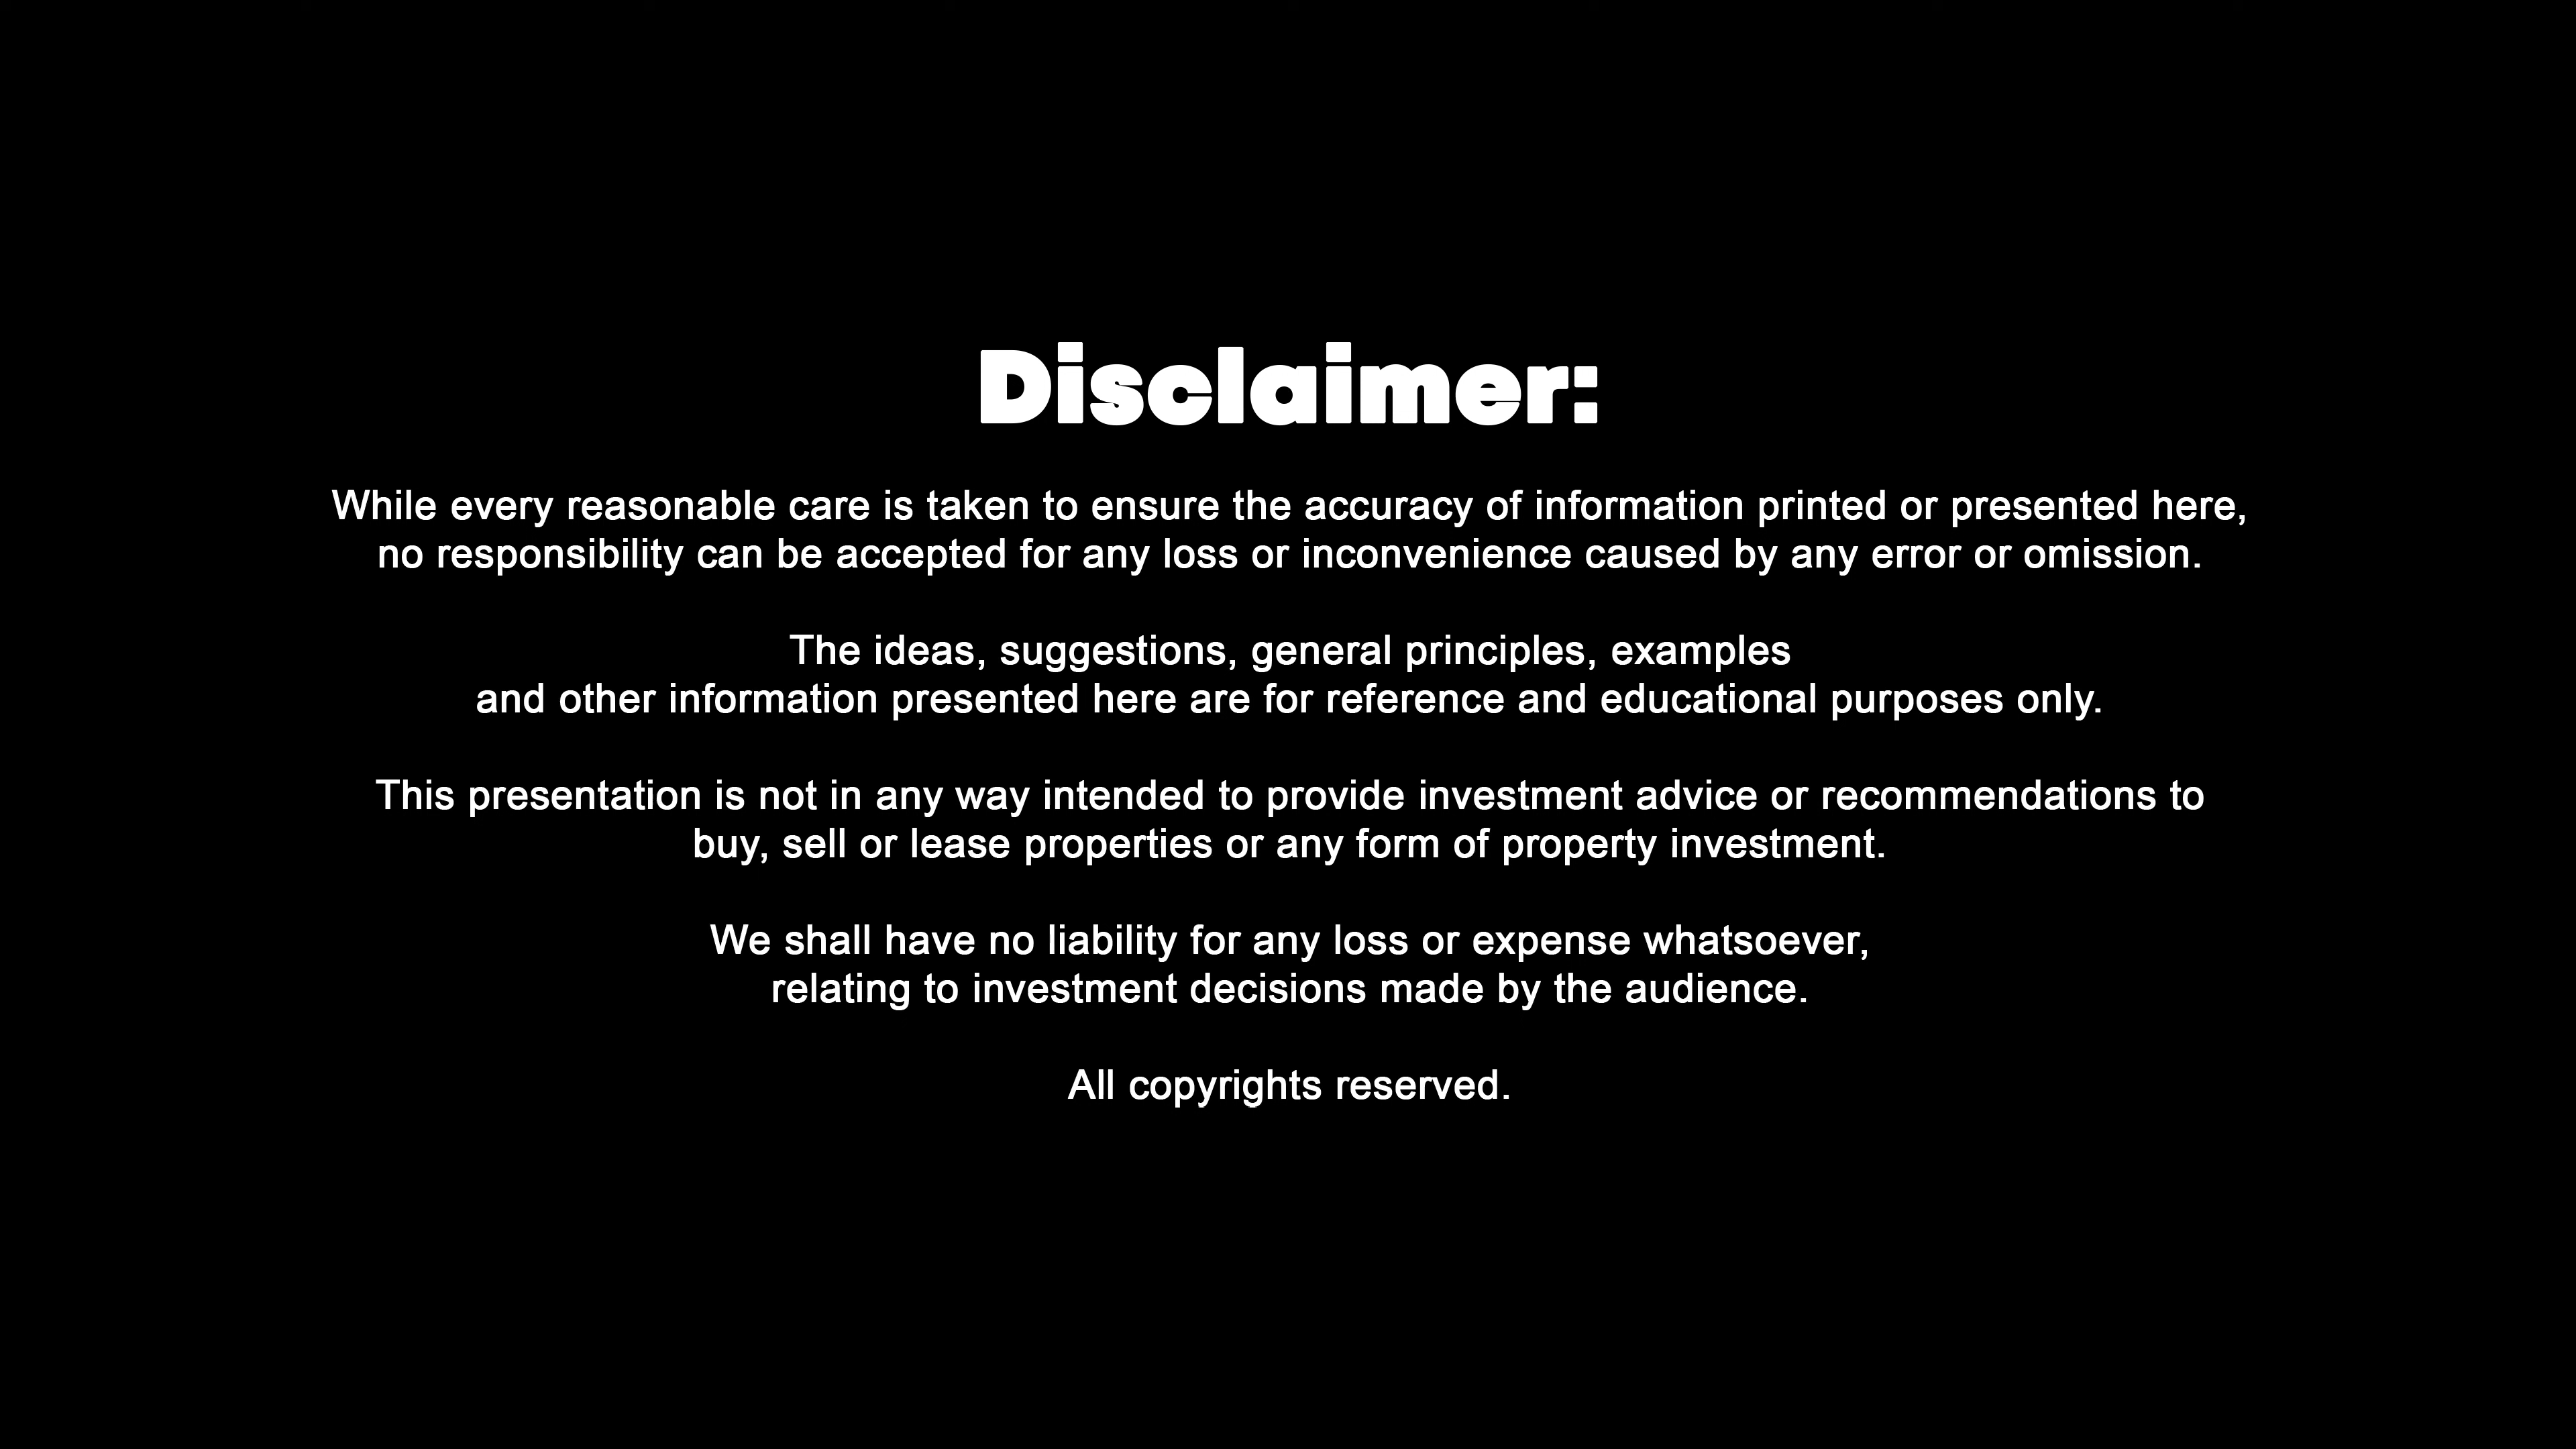 Disclaimer:
While every reasonable care is taken to ensure the accuracy of information printed or presented here,
no responsibility can be accepted for any loss or inconvenience caused by any error or omission.
The ideas, suggestions, general principles, examples
and other information presented here are for reference and educational purposes only.
This presentation is not in any way intended to provide investment advice or recommendations to
buy, sell or lease properties or any form of property investment.
We shall have no liability for any loss or expense whatsoever,
relating to investment decisions made by the audience.
All copyrights reserved.